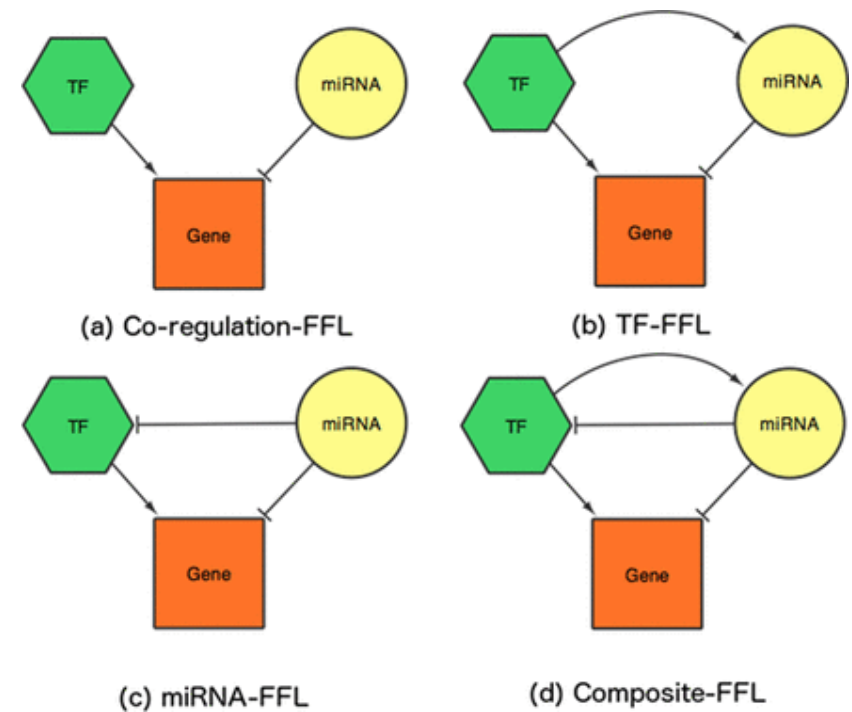 TF
miRNA
Gene
(a) Co-regulation-FFL
TF
miRNA
Gene
(b) TF-FFL
TF
miRNA
Gene
(c) miRNA-FFL
TF
miRNA
Gene
(d) Composite-FFL